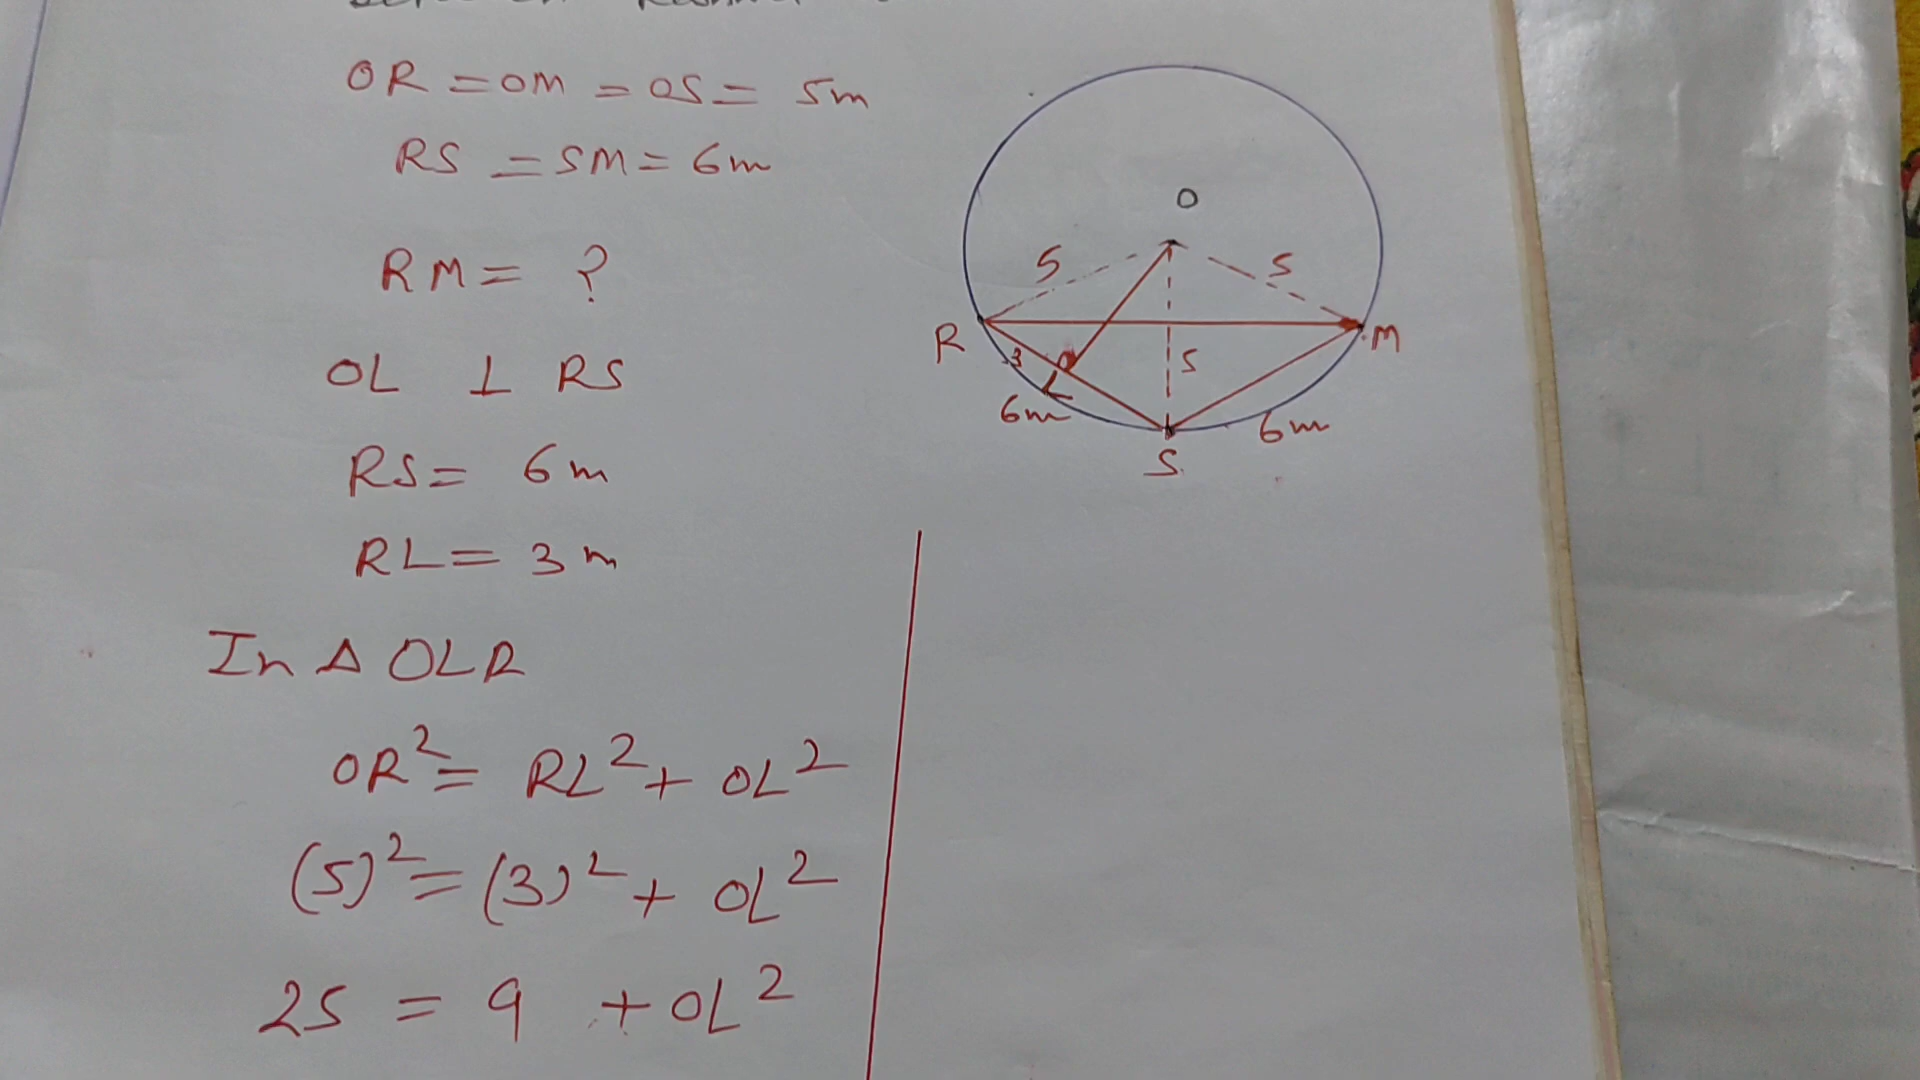 OR = OM = OS = 5m
RS = SM = 6m
RM = ?
OL ⊥ RS
RS = 6m
RL = 3m
In Δ OLR
OR² = RL² + OL²
(5)² = (3)² + OL²
25 = 9 + OL²
O
5
5
R
M
3
5
L
6m
6m
S